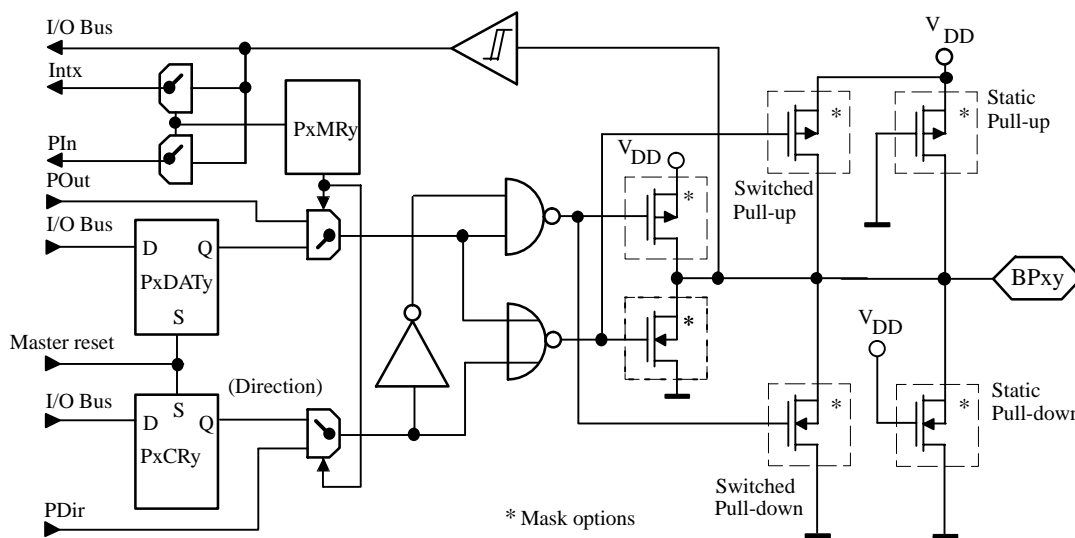 I/O Bus
Intx
PIn
POut
I/O Bus
D
Q
PxDATy
S
Master reset
I/O Bus
S
D
Q
PxCRy
PDir
(Direction)
PxMRy
V DD
*
*
V DD
*
Switched
Pull-up
*
Static
Pull-up
BPxy
V DD
*
Switched
Pull-down
*
Static
Pull-down
* Mask options